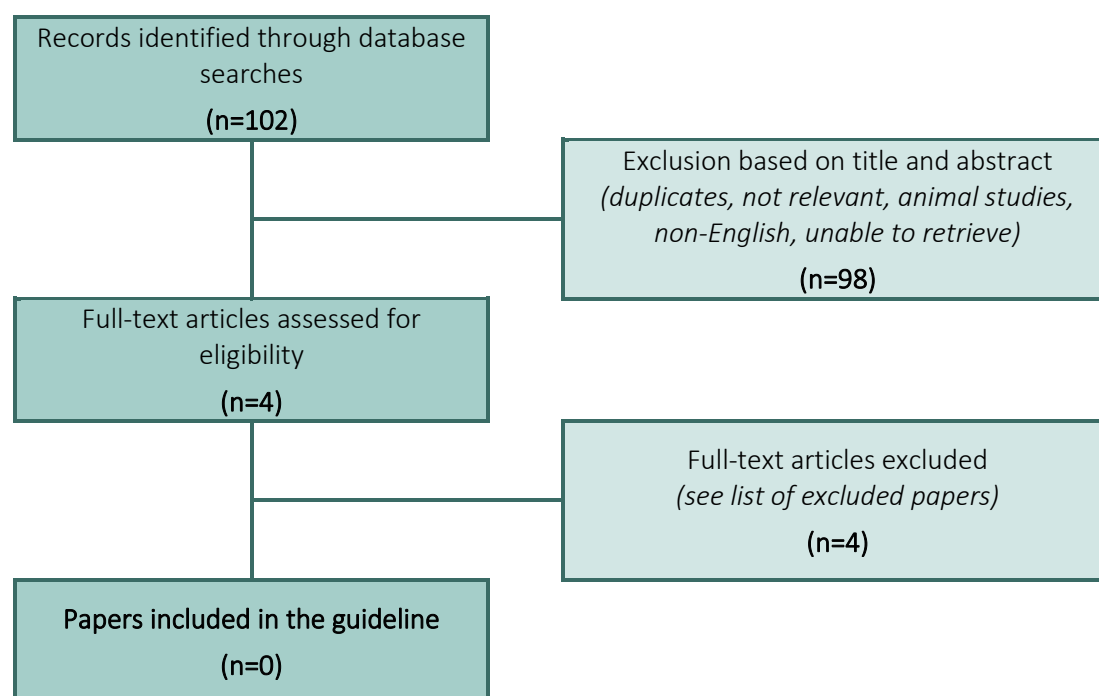 Records identified through database
searches
(n=102)
Exclusion based on title and abstract
(duplicates, not relevant, animal studies,
non-English, unable to retrieve)
(n=98)
Full-text articles assessed for
eligibility
(n=4)
Full-text articles excluded
(see list of excluded papers)
(n=4)
Papers included in the guideline
(n=0)